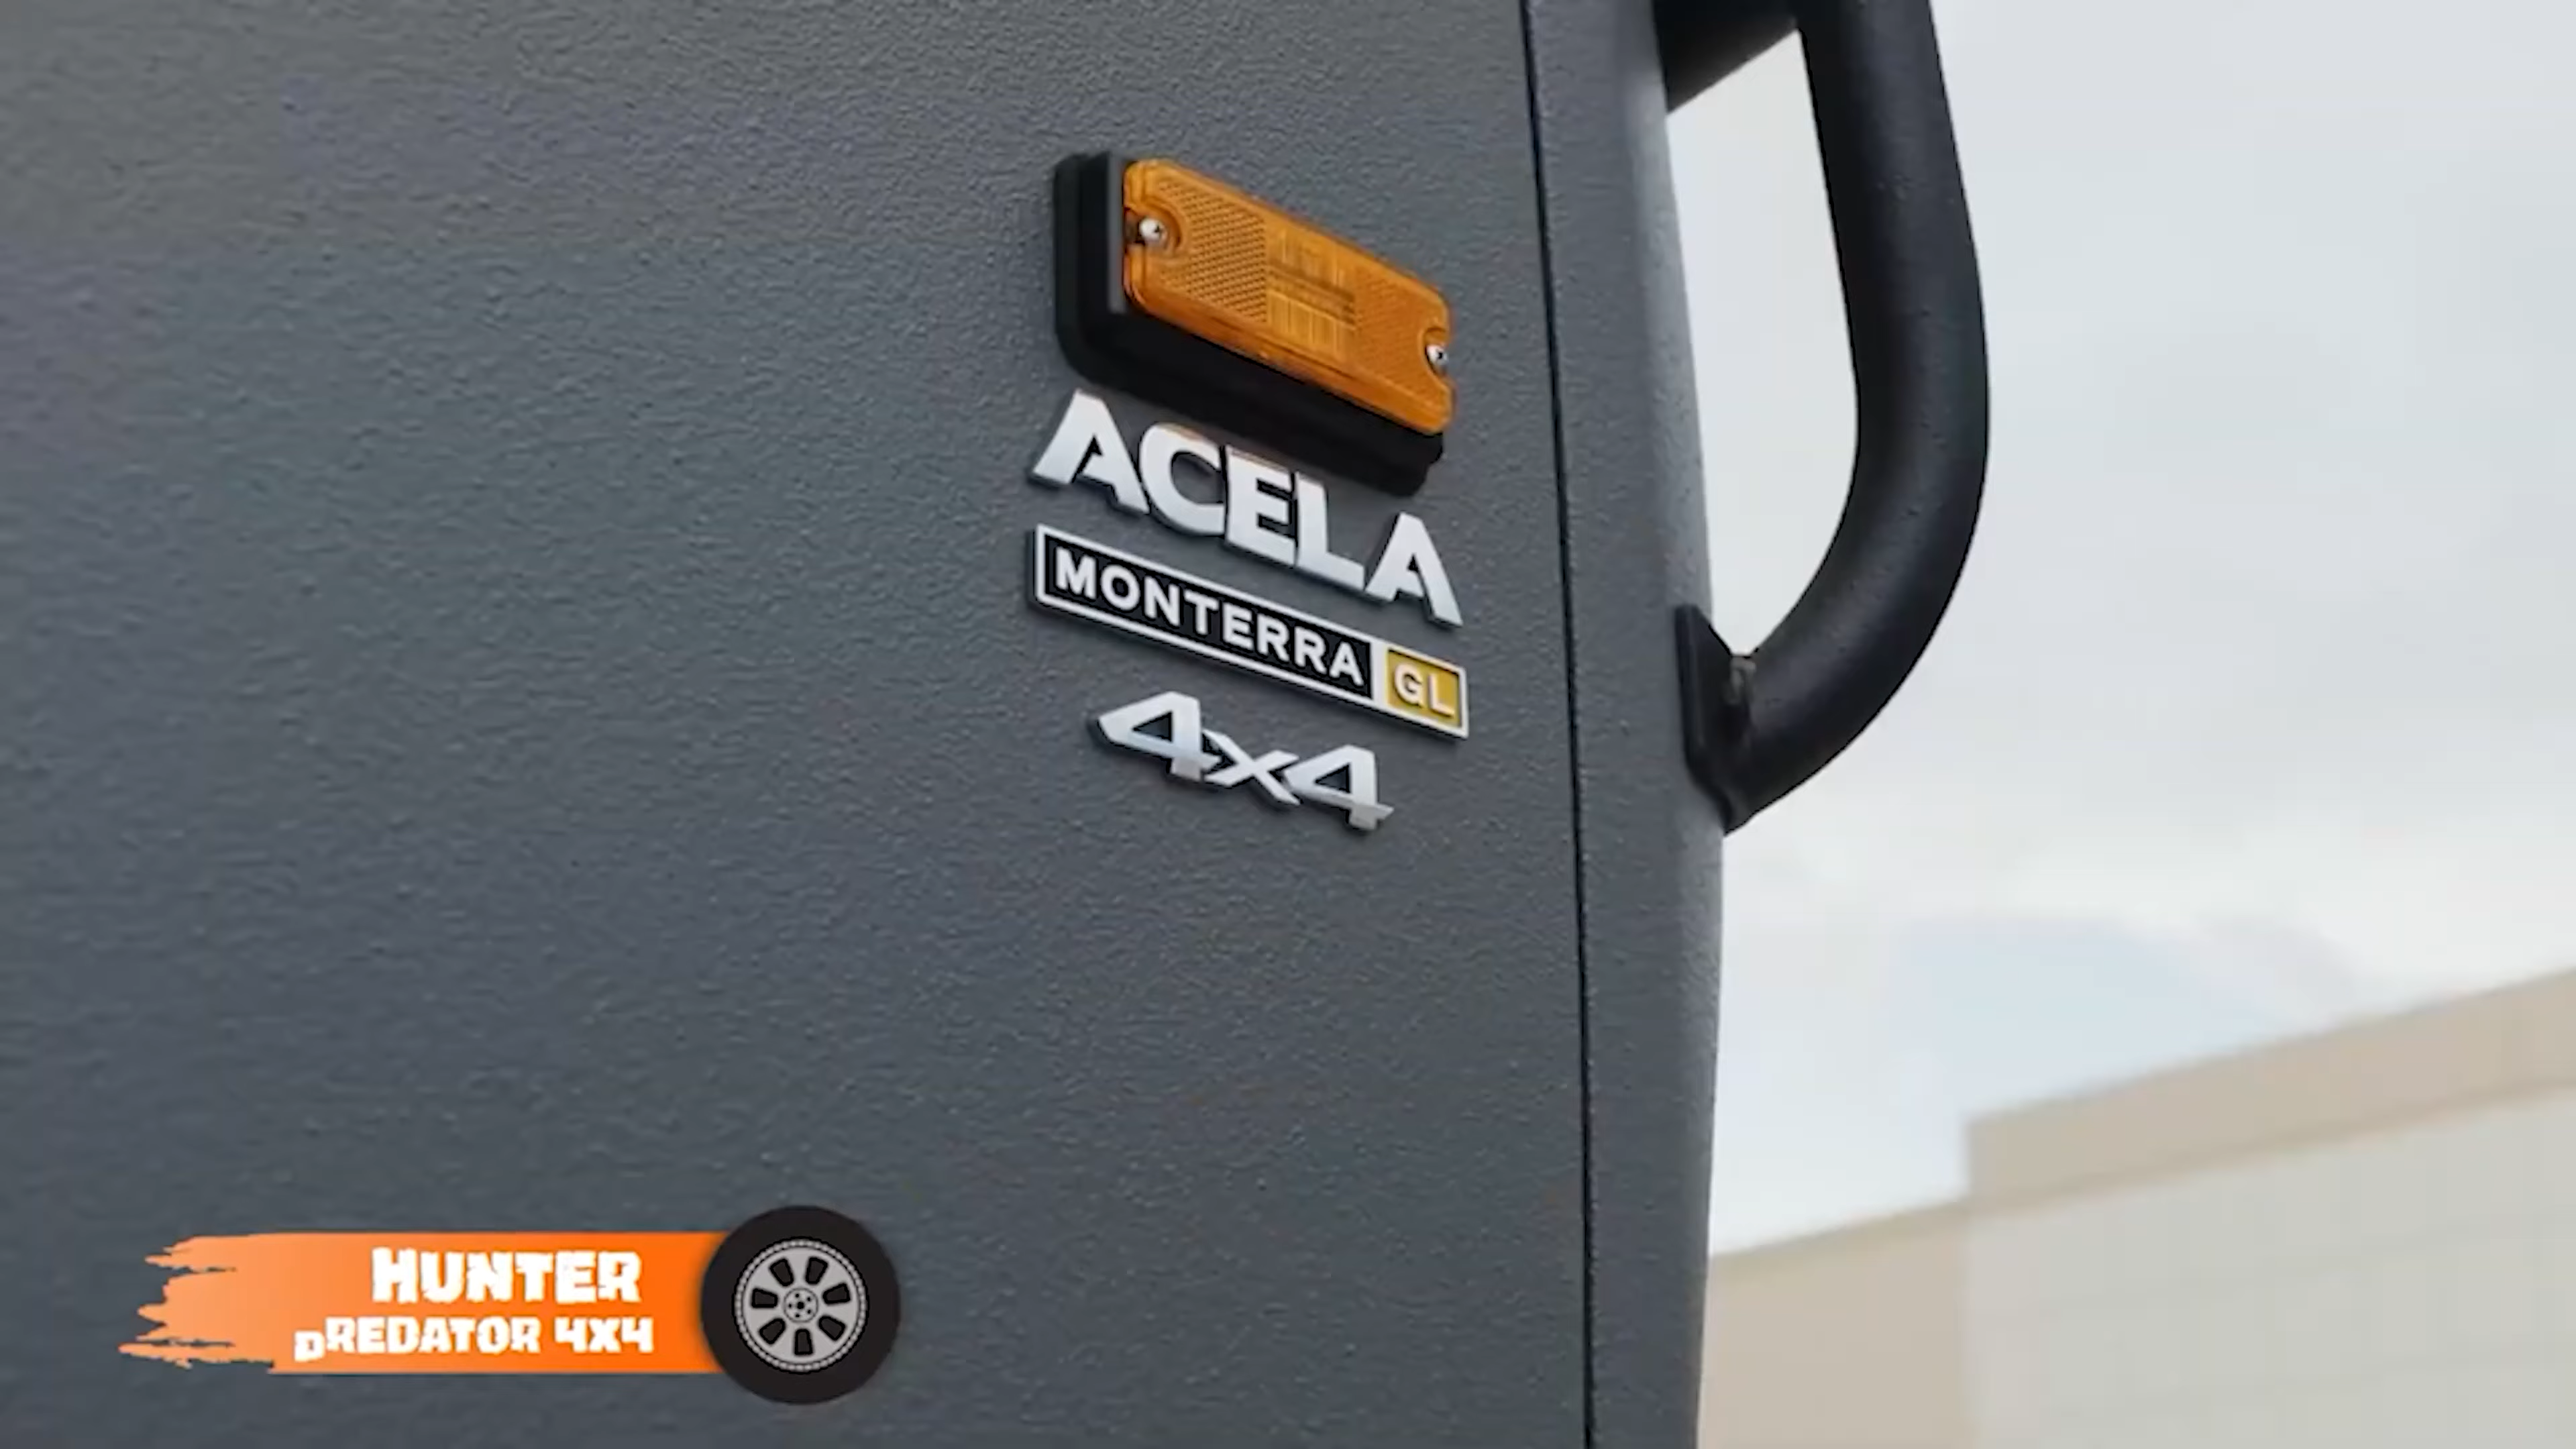 ACELA
MONTERRA GL
4x4
HUNTER
PREDATOR 4X4